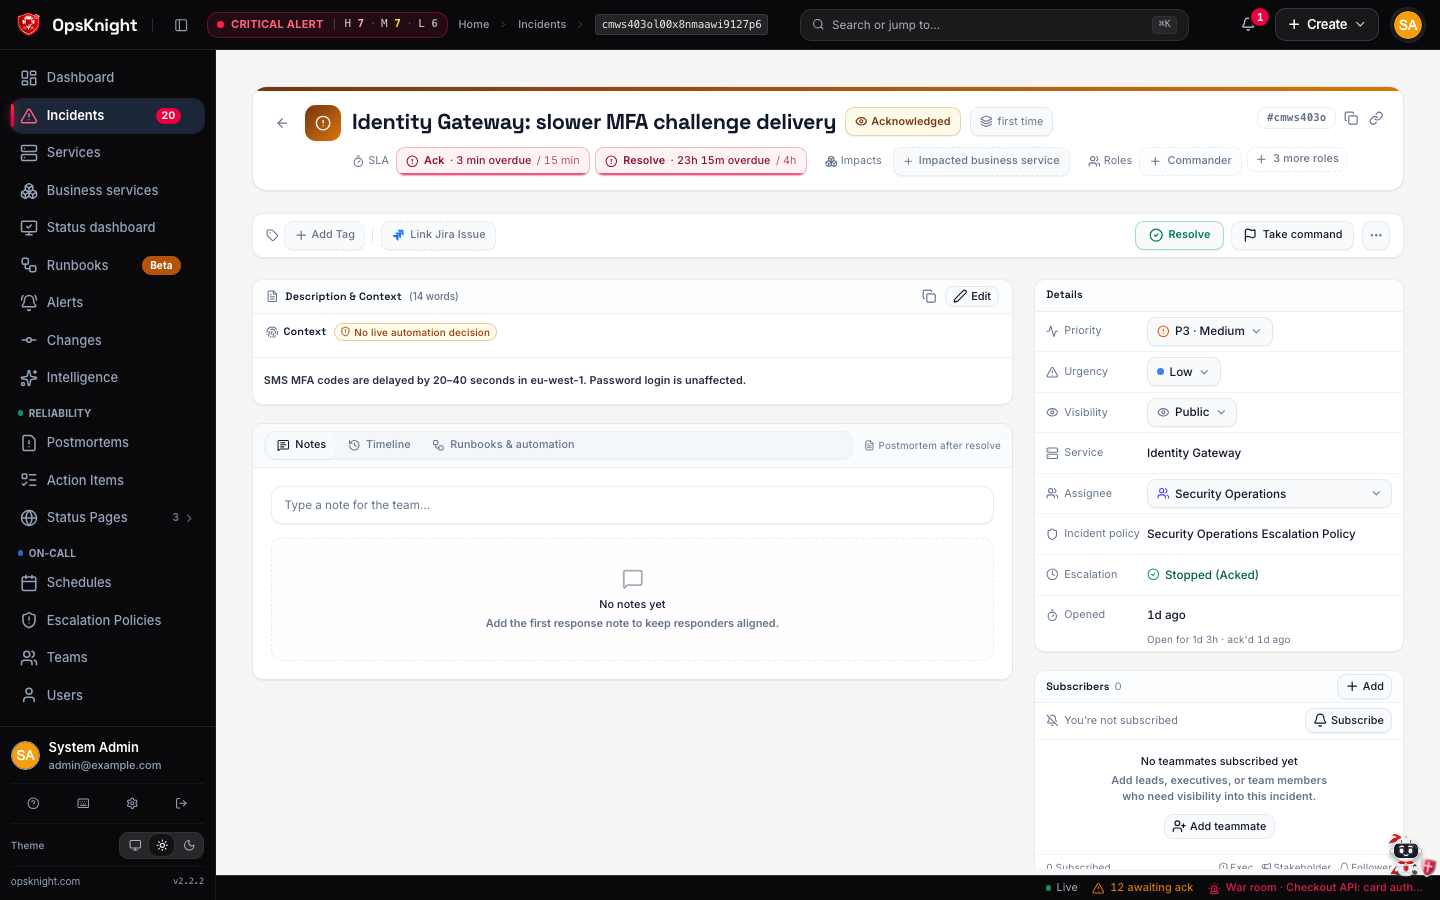 OpsKnight
CRITICAL ALERT H 7 · M 7 · L 6
Home
Incidents
cmws403ol00x8nmaawi9127p6
Search or jump to...
⌘K
1
Create
SA
Dashboard
Incidents 20
Services
Business services
Status dashboard
Runbooks Beta
Alerts
Changes
Intelligence
RELIABILITY
Postmortems
Action Items
Status Pages 3
ON-CALL
Schedules
Escalation Policies
Teams
Users
SA System Admin
admin@example.com
Theme
opsknight.com v2.2.2
Identity Gateway: slower MFA challenge delivery
Acknowledged
first time
#cmws403o
SLA
Ack · 3 min overdue / 15 min
Resolve · 23h 15m overdue / 4h
Impacts
Impacted business service
Roles
Commander
3 more roles
Add Tag
Link Jira Issue
Resolve
Take command
Description & Context (14 words)
Edit
Context No live automation decision
SMS MFA codes are delayed by 20–40 seconds in eu-west-1. Password login is unaffected.
Notes
Timeline
Runbooks & automation
Postmortem after resolve
Type a note for the team...
No notes yet
Add the first response note to keep responders aligned.
Details
Priority P3 · Medium
Urgency Low
Visibility Public
Service Identity Gateway
Assignee Security Operations
Incident policy Security Operations Escalation Policy
Escalation Stopped (Acked)
Opened 1d ago
Open for 1d 3h · ack'd 1d ago
Subscribers 0
Add
You're not subscribed
Subscribe
No teammates subscribed yet
Add leads, executives, or team members
who need visibility into this incident.
Add teammate
0 Subscribed Exec Stakeholder Follower
Live
12 awaiting ack
War room · Checkout API: card auth...